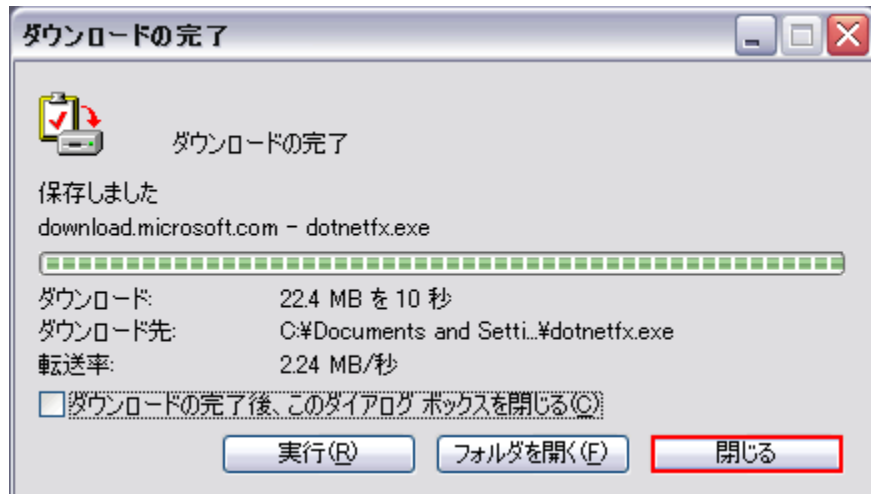 ダウンロードの完了
ダウンロードの完了
保存しました
download.microsoft.com - dotnetfx.exe
ダウンロード: 22.4 MB を 10 秒
ダウンロード先: C:¥Documents and Setti...¥dotnetfx.exe
転送率: 2.24 MB/秒
ダウンロードの完了後、このダイアログ ボックスを閉じる(C)
実行(R) フォルダを開く(F) 閉じる